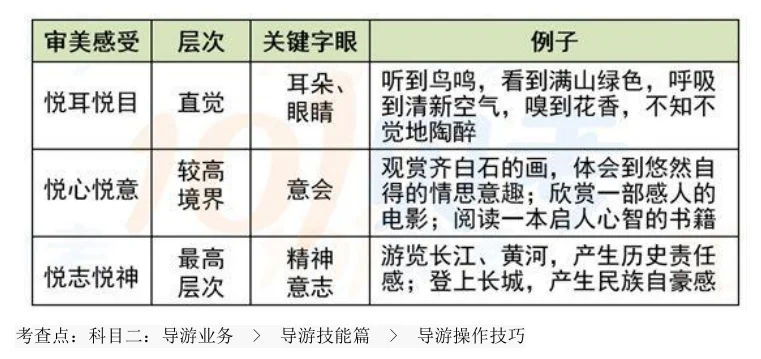 审美感受 层次 关键字眼 例子
悦耳悦目 直觉 耳朵、
眼睛
听到鸟鸣，看到满山绿色，呼吸
到清新空气，嗅到花香，不知不
觉地陶醉
悦心悦意 较高
境界
意会
观赏齐白石的画，体会到悠然自
得的情思意趣；欣赏一部感人的
电影；阅读一本启人心智的书籍
悦志悦神 最高
层次
精神
意志
游览长江、黄河，产生历史责任
感；登上长城，产生民族自豪感
考查点：科目二：导游业务 > 导游技能篇 > 导游操作技巧